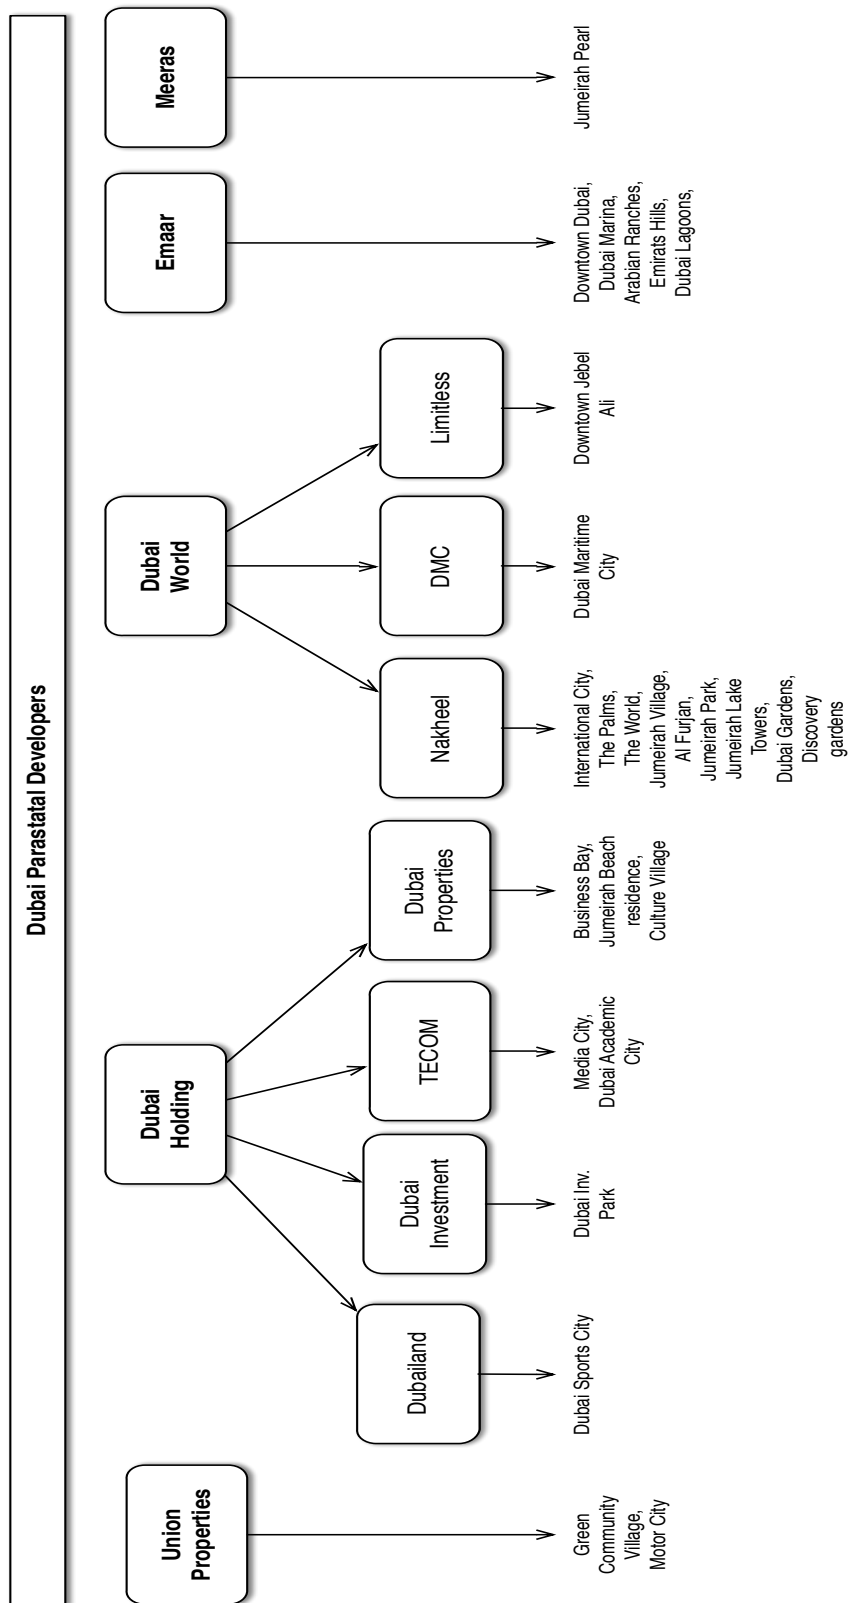 Dubai Parastatal Developers
Union
Properties
Dubai
Holding
Dubai
World
Emaar
Meeras
Dubailand
Dubai
Investment
TECOM
Dubai
Properties
Nakheel
DMC
Limitless
Green
Community
Village,
Motor City
Dubai Sports City
Dubai Inv.
Park
Media City,
Dubai Academic
City
Business Bay,
Jumeirah Beach
residence,
Culture Village
International City,
The Palms,
The World,
Jumeirah Village,
Al Furjan,
Jumeirah Park,
Jumeirah Lake
Towers,
Dubai Gardens,
Discovery
gardens
Dubai Maritime
City
Downtown Jebel
Ali
Downtown Dubai,
Dubai Marina,
Arabian Ranches,
Emirats Hills,
Dubai Lagoons,
Jumeirah Pearl